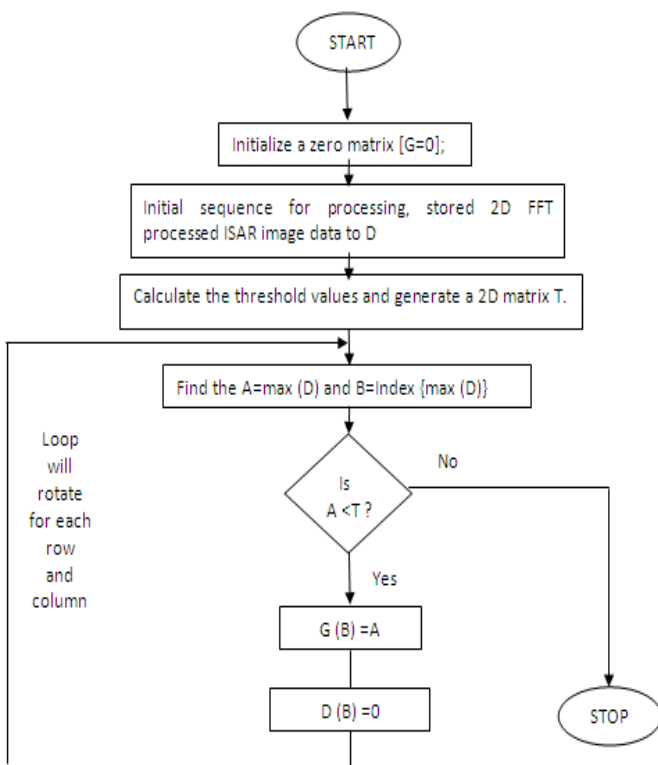 START
Initialize a zero matrix [G=0];
Initial sequence for processing, stored 2D FFT
processed ISAR image data to D
Calculate the threshold values and generate a 2D matrix T.
Find the A=max (D) and B=Index {max (D)}
Loop
will
rotate
for each
row
and
column
Is
A <T ?
No
Yes
G (B) =A
D (B) =0
STOP